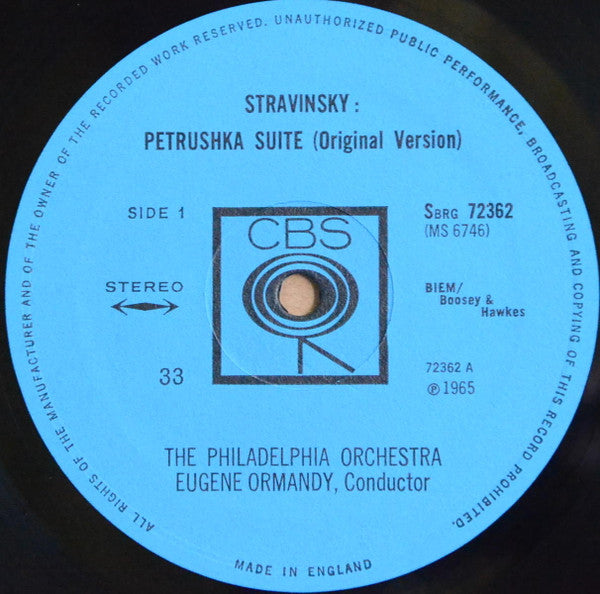 ALL RIGHTS OF THE MANUFACTURER AND OF THE OWNER OF THE RECORDED WORK RESERVED. UNAUTHORIZED PUBLIC PERFORMANCE, BROADCASTING AND COPYING OF THIS RECORD PROHIBITED.
STRAVINSKY:
PETRUSHKA SUITE (Original Version)
SIDE 1
SBRG 72362
(MS 6746)
CBS
STEREO
BIEM/
Boosey &
Hawkes
33
72362 A
℗ 1965
THE PHILADELPHIA ORCHESTRA
EUGENE ORMANDY, Conductor
MADE IN ENGLAND